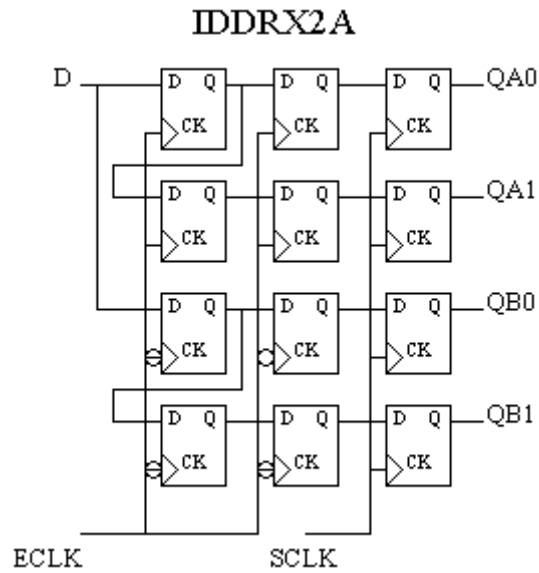 IDDRX2A
D D Q D Q D Q QA0
CK CK CK
D Q D Q D Q QA1
CK CK CK
D Q D Q D Q QB0
CK CK CK
D Q D Q D Q QB1
CK CK CK
ECLK SCLK